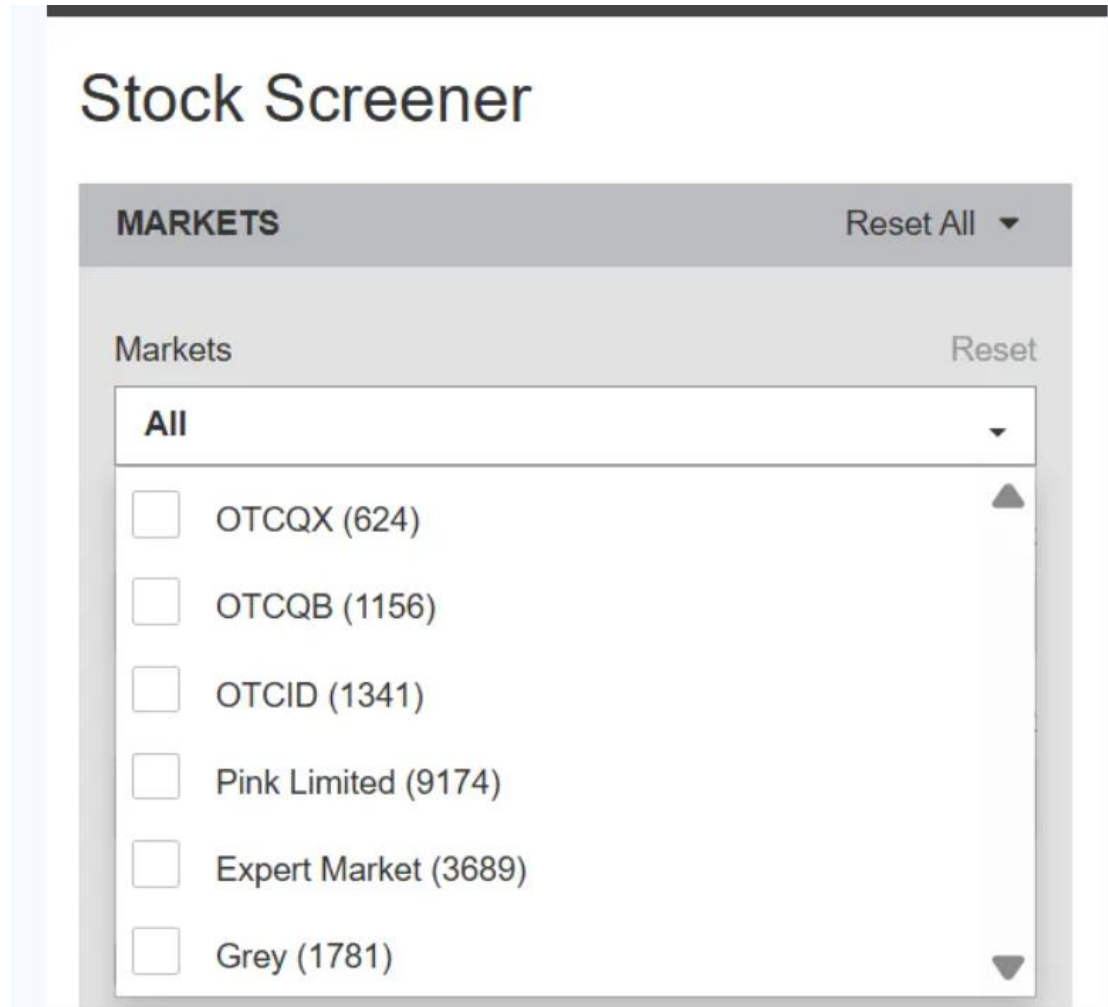 Stock Screener
MARKETS Reset All
Markets Reset
All
OTCQX (624)
OTCQB (1156)
OTCID (1341)
Pink Limited (9174)
Expert Market (3689)
Grey (1781)